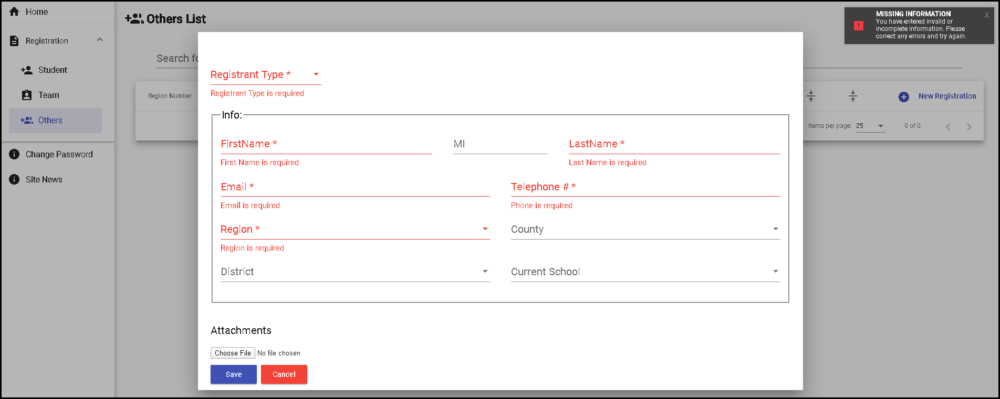 Home
Registration
Student
Team
Others
Change Password
Site News
Others List
MISSING INFORMATION
You have entered invalid or
incomplete information. Please
correct any errors and try again.
X
Search fo
Region Number
New Registration
Items per page: 25
0 of 0
Registrant Type *
Registrant Type is required
Info:
FirstName *
MI
LastName *
First Name is required
Last Name is required
Email *
Telephone # *
Email is required
Phone is required
Region *
County
Region is required
District
Current School
Attachments
Choose File No file chosen
Save
Cancel